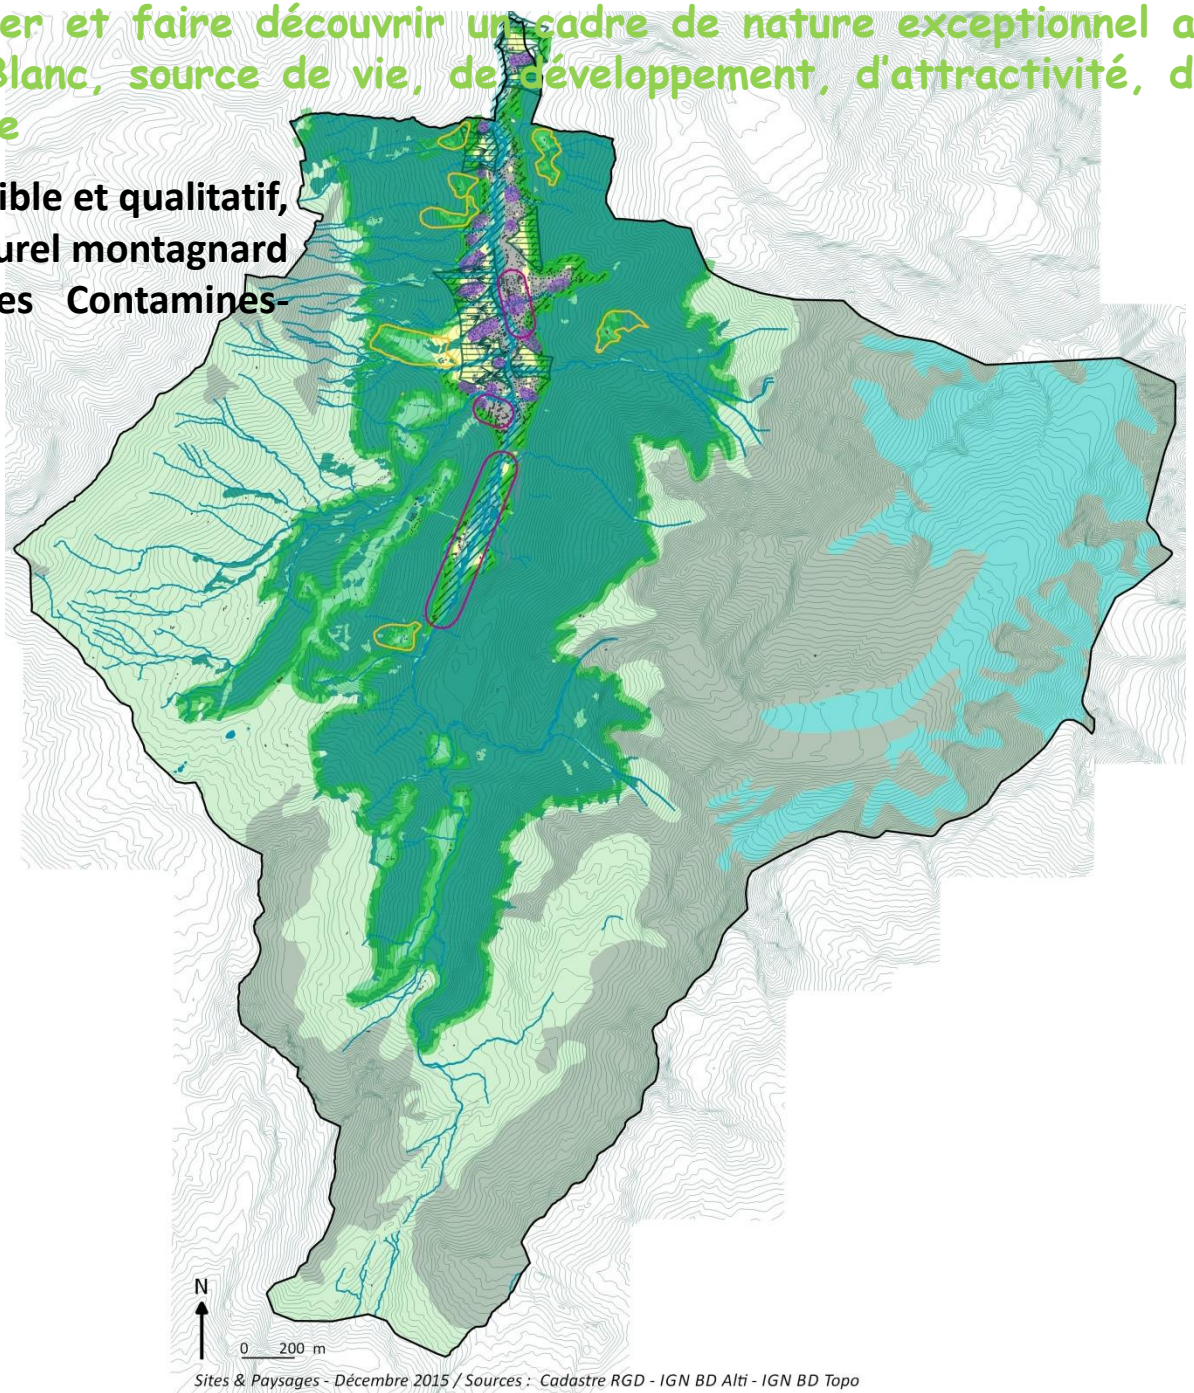 er et faire découvrir un cadre de nature exceptionnel a
Blanc, source de vie, de développement, d'attractivité, d
e
ible et qualitatif,
urel montagnard
es Contamines-
N
0 200 m
Sites & Paysages - Décembre 2015 / Sources : Cadastre RGD - IGN BD Alti - IGN BD Topo